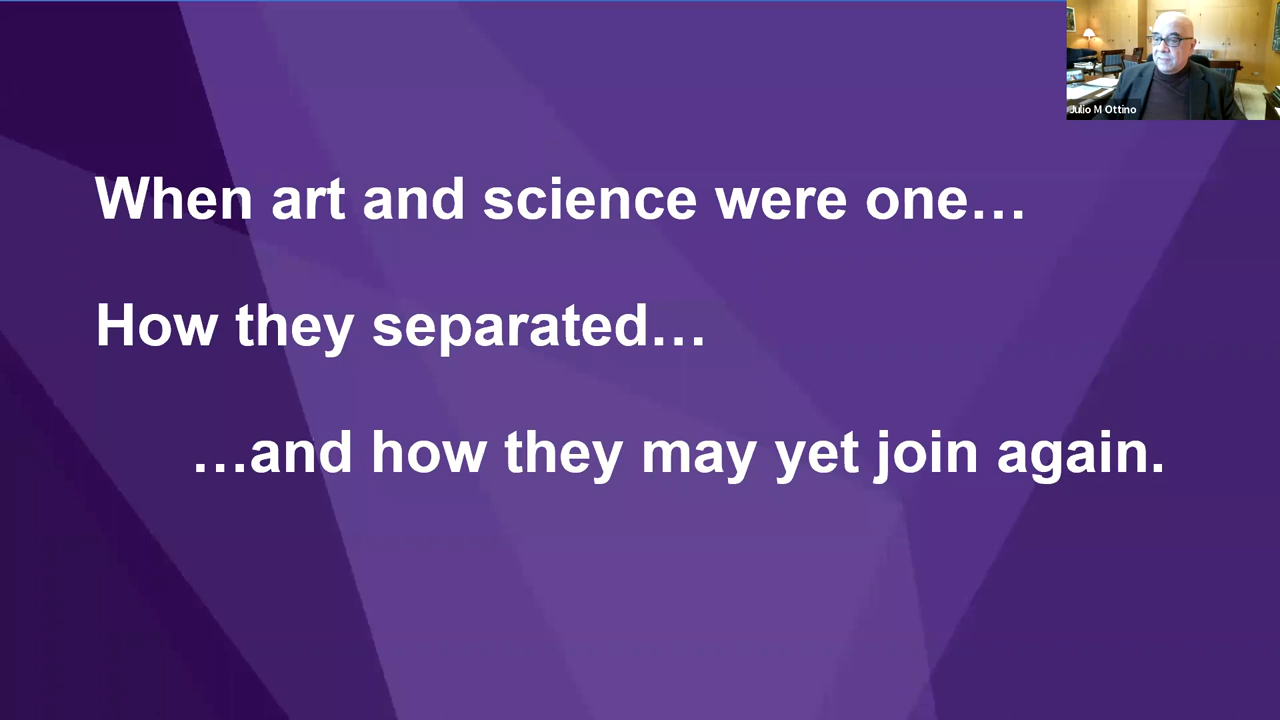 Julio M Ottino
When art and science were one…
How they separated…
…and how they may yet join again.